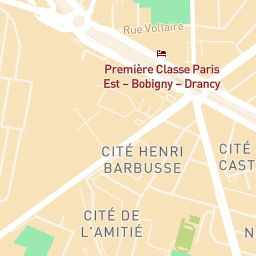 Rue Voltaire
Première Classe Paris
Est – Bobigny – Drancy
CITÉ HENRI
BARBUSSE
CITÉ
CAST
CITÉ DE
L'AMITIÉ
N